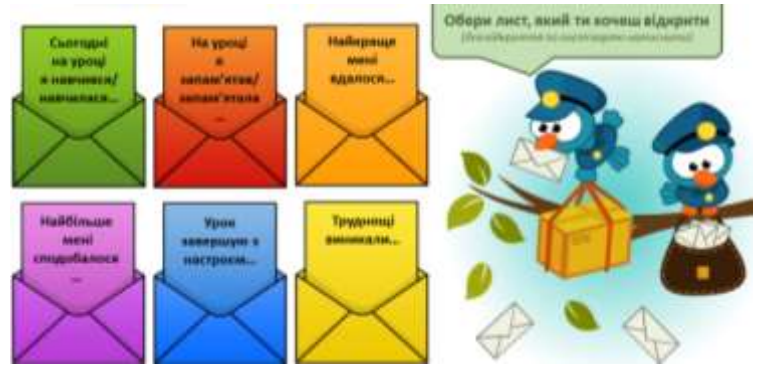 Сьогодні
на уроці
я навчився/
навчилася...
На уроці
я
запам'ятав/
запам'ятала
...
Найкраще
мені
вдалося...
Обери лист, який ти хочеш відкрити
Найбільше
мені
сподобалося
...
Урок
завершую з
настроєм...
Труднощі
виникали...